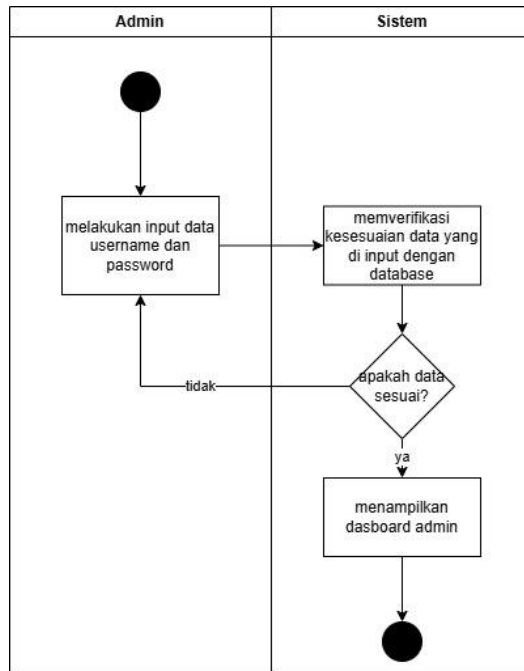 Admin
Sistem
melakukan input data
username dan
password
memverifikasi
kesesuaian data yang
di input dengan
database
apakah data
sesuai?
tidak
ya
menampilkan
dasboard admin